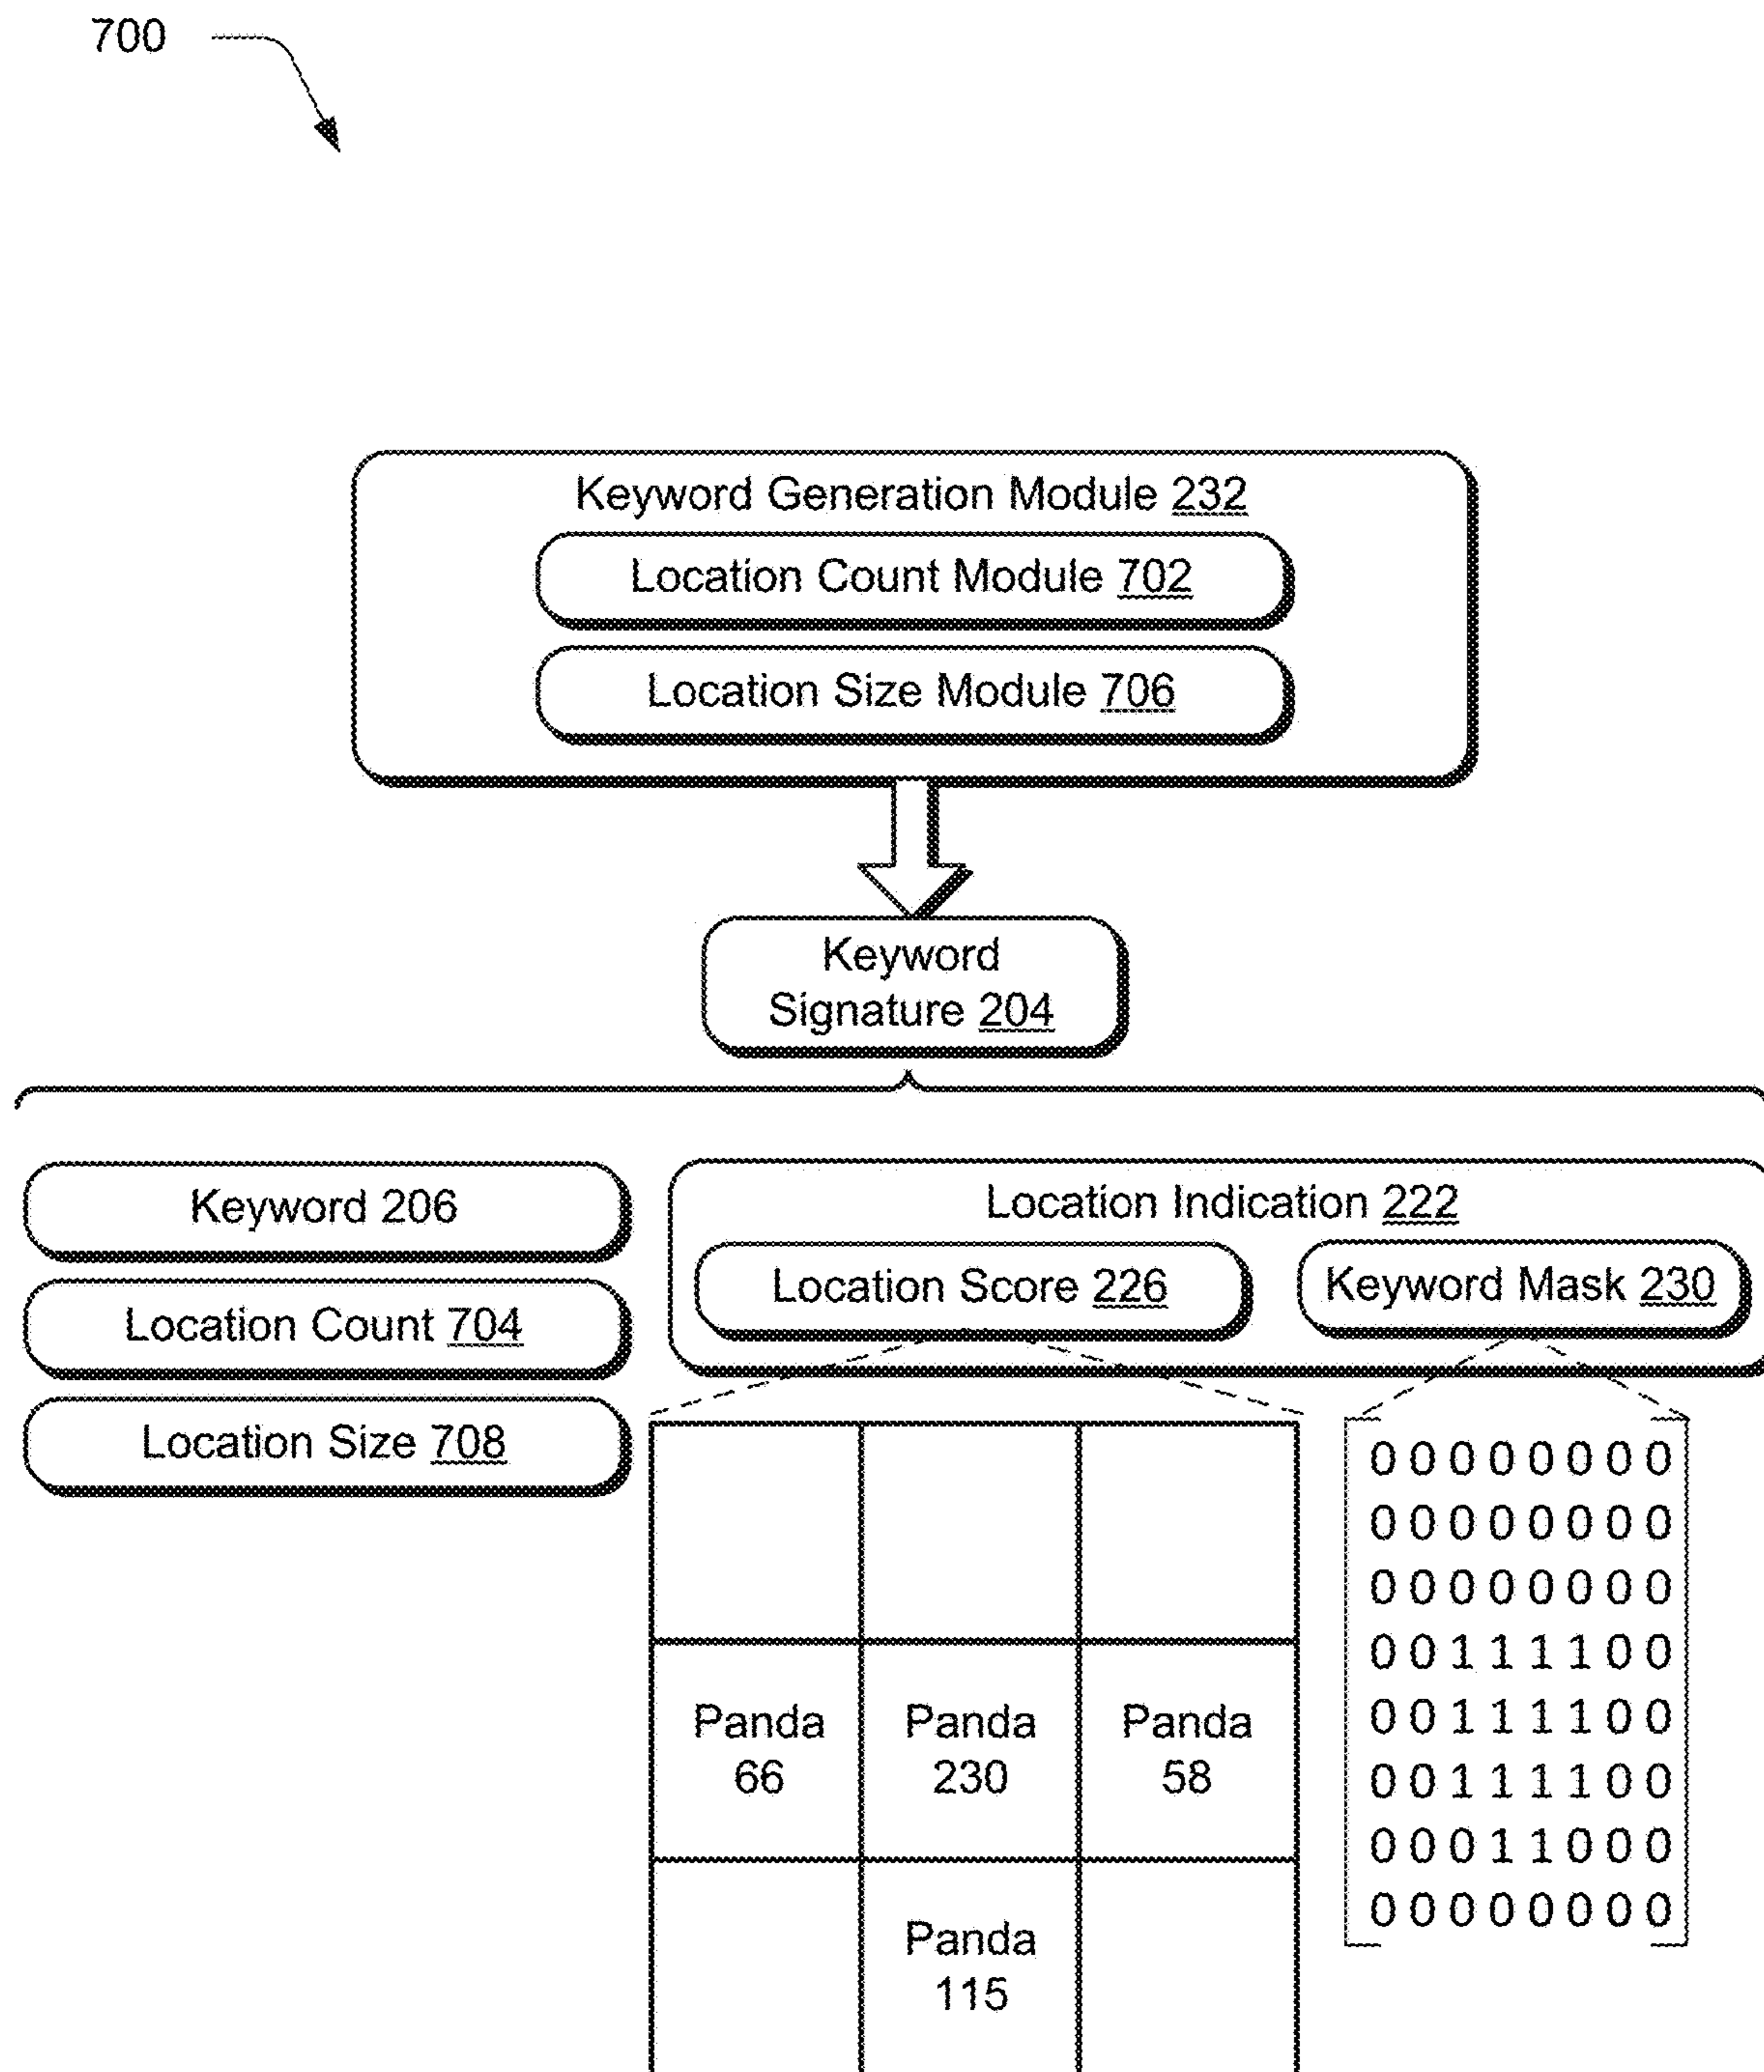 700
Keyword Generation Module 232
Location Count Module 702
Location Size Module 706
Keyword
Signature 204
Keyword 206
Location Count 704
Location Size 708
Location Indication 222
Location Score 226
Keyword Mask 230
Panda
66
Panda
230
Panda
58
Panda
115
0 0 0 0 0 0 0 0
0 0 0 0 0 0 0 0
0 0 0 0 0 0 0 0
0 0 1 1 1 1 0 0
0 0 1 1 1 1 0 0
0 0 1 1 1 1 0 0
0 0 0 1 1 0 0 0
0 0 0 0 0 0 0 0